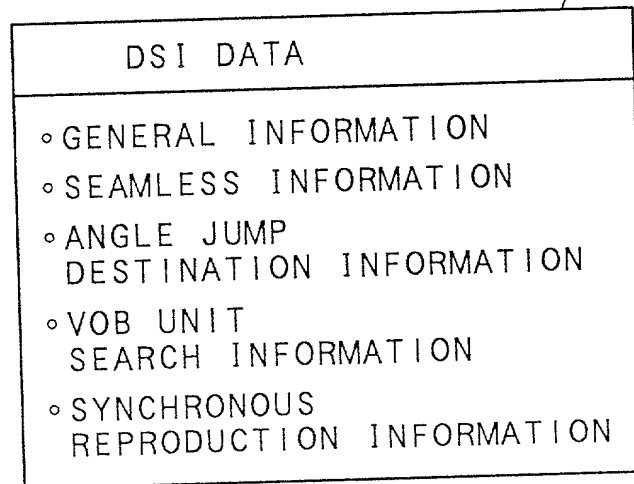 DSI DATA
◦GENERAL INFORMATION
◦SEAMLESS INFORMATION
◦ANGLE JUMP
DESTINATION INFORMATION
◦VOB UNIT
SEARCH INFORMATION
◦SYNCHRONOUS
REPRODUCTION INFORMATION